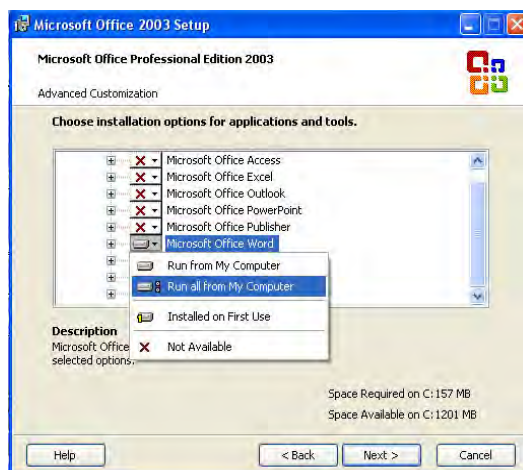 Microsoft Office 2003 Setup
Microsoft Office Professional Edition 2003
Advanced Customization
Choose installation options for applications and tools.
Microsoft Office Access
Microsoft Office Excel
Microsoft Office Outlook
Microsoft Office PowerPoint
Microsoft Office Publisher
Microsoft Office Word
Run from My Computer
Run all from My Computer
Installed on First Use
Not Available
Description
Microsoft Office
selected options.
Space Required on C: 157 MB
Space Available on C: 1201 MB
Help
< Back
Next >
Cancel